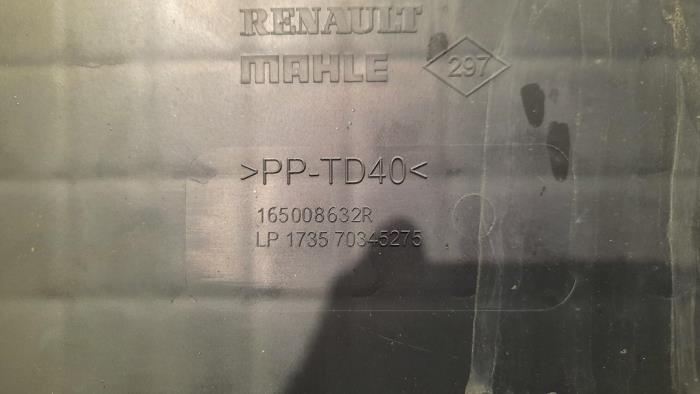 RENAULT
MAHLE 297
>PP-TD40<
165008632R
LP 1735 70345275